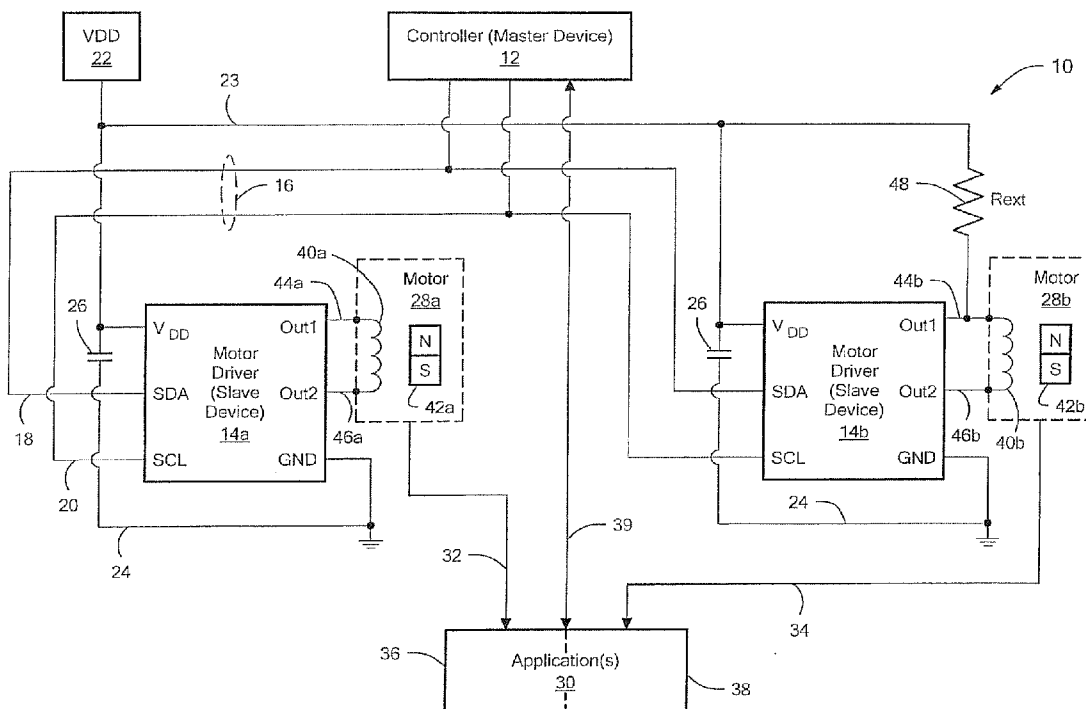 VDD
22
Controller (Master Device)
12
10
23
16
48
Rext
40a
44a
Motor
28a
N
S
42a
26
V DD
Out1
Motor
Driver
(Slave
Device)
14a
SDA
Out2
46a
SCL
GND
18
20
24
44b
Motor
28b
N
S
42b
26
V DD
Out1
Motor
Driver
(Slave
Device)
14b
SDA
Out2
46b
40b
SCL
GND
24
32
39
34
36
Application(s)
30
38